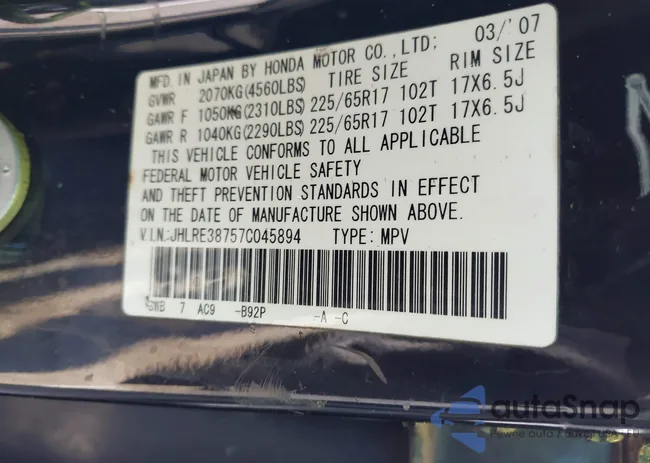 MFD. IN JAPAN BY HONDA MOTOR CO., LTD; 03/'07
GVWR 2070KG(4560LBS) TIRE SIZE RIM SIZE
GAWR F 1050KG(2310LBS) 225/65R17 102T 17X6.5J
GAWR R 1040KG(2290LBS) 225/65R17 102T 17X6.5J
THIS VEHICLE CONFORMS TO ALL APPLICABLE
FEDERAL MOTOR VEHICLE SAFETY
AND THEFT PREVENTION STANDARDS IN EFFECT
ON THE DATE OF MANUFACTURE SHOWN ABOVE.
V.I.N.:JHLRE38757C045894 TYPE: MPV
SWB 7 AC9 -B92P -A -C
autoSnap
Pewne auta z